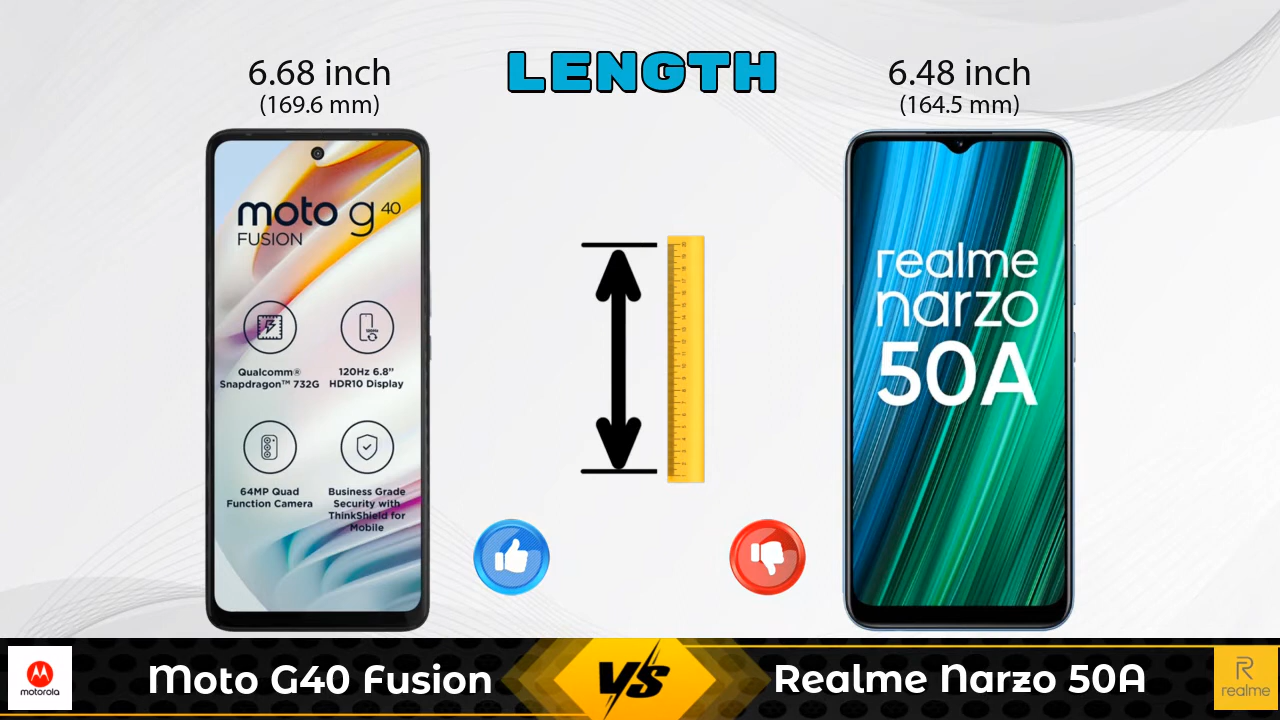 LENGTH
6.68 inch
(169.6 mm)
6.48 inch
(164.5 mm)
moto g 40
FUSION
Qualcomm®
Snapdragon™ 732G
120Hz 6.8”
HDR10 Display
64MP Quad
Function Camera
Business Grade
Security with
ThinkShield for
Mobile
realme
narzo
50A
motorola
Moto G40 Fusion
VS
Realme Narzo 50A
realme